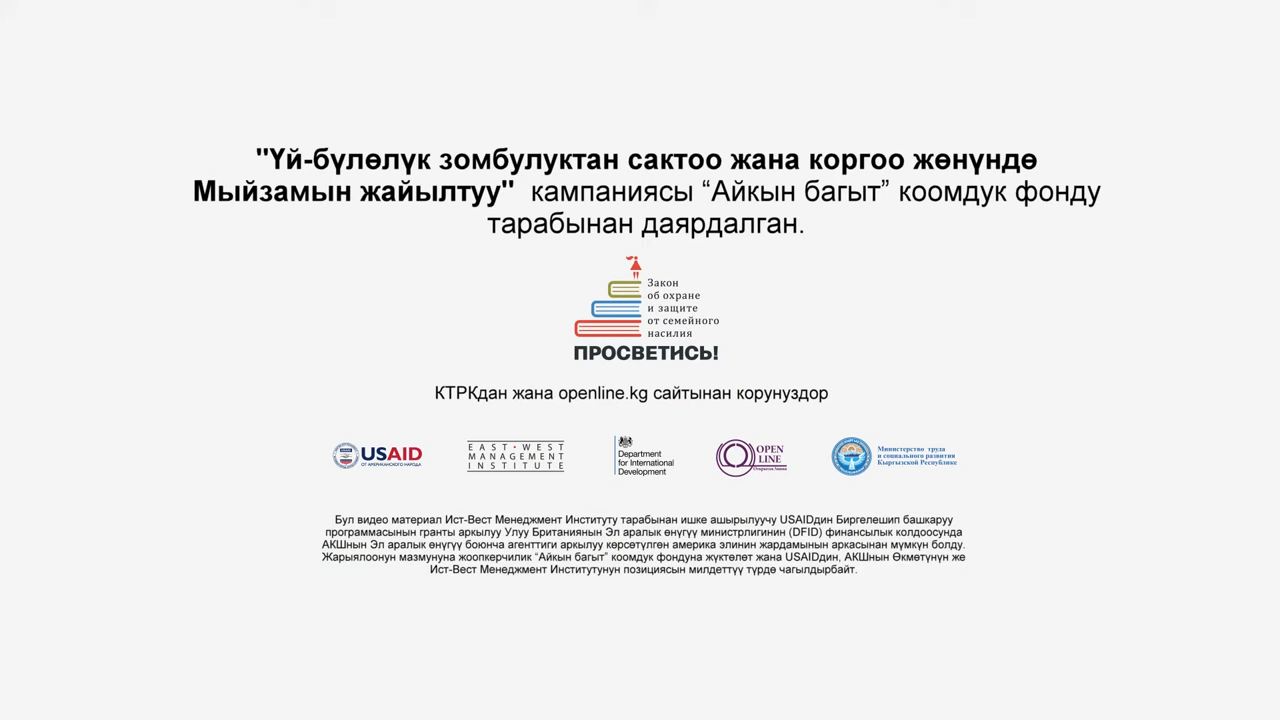 "Үй-бүлөлүк зомбулуктан сактоо жана коргоо жөнүндө
Мыйзамын жайылтуу" кампаниясы “Айкын багыт” коомдук фонду
тарабынан даярдалган.
Закон
об охране
и защите
от семейного
насилия
ПРОСВЕТИСЬ!
КТРКдан жана openline.kg сайтынан корунуздор
USAID
ОТ АМЕРИКАНСКОГО НАРОДА
EAST•WEST
MANAGEMENT
INSTITUTE
Department
for International
Development
OPEN
LINE
Открытая Линия
Министерство труда
и социального развития
Кыргызской Республики
Бул видео материал Ист-Вест Менеджмент Институту тарабынан ишке ашырылуучу USAIDдин Биргелешип башкаруу
программасынын гранты аркылуу Улуу Британиянын Эл аралык өнүгүү министрлигинин (DFID) финансылык колдоосунда
АКШнын Эл аралык өнүгүү боюнча агенттиги аркылуу көрсөтүлгөн америка элинин жардамынын аркасынан мүмкүн болду.
Жарыялоонун мазмунуна жоопкерчилик “Айкын багыт” коомдук фондуна жүктөлөт жана USAIDдин, АКШнын Өкмөтүнүн же
Ист-Вест Менеджмент Институтунун позициясын милдеттүү түрдө чагылдырбайт.